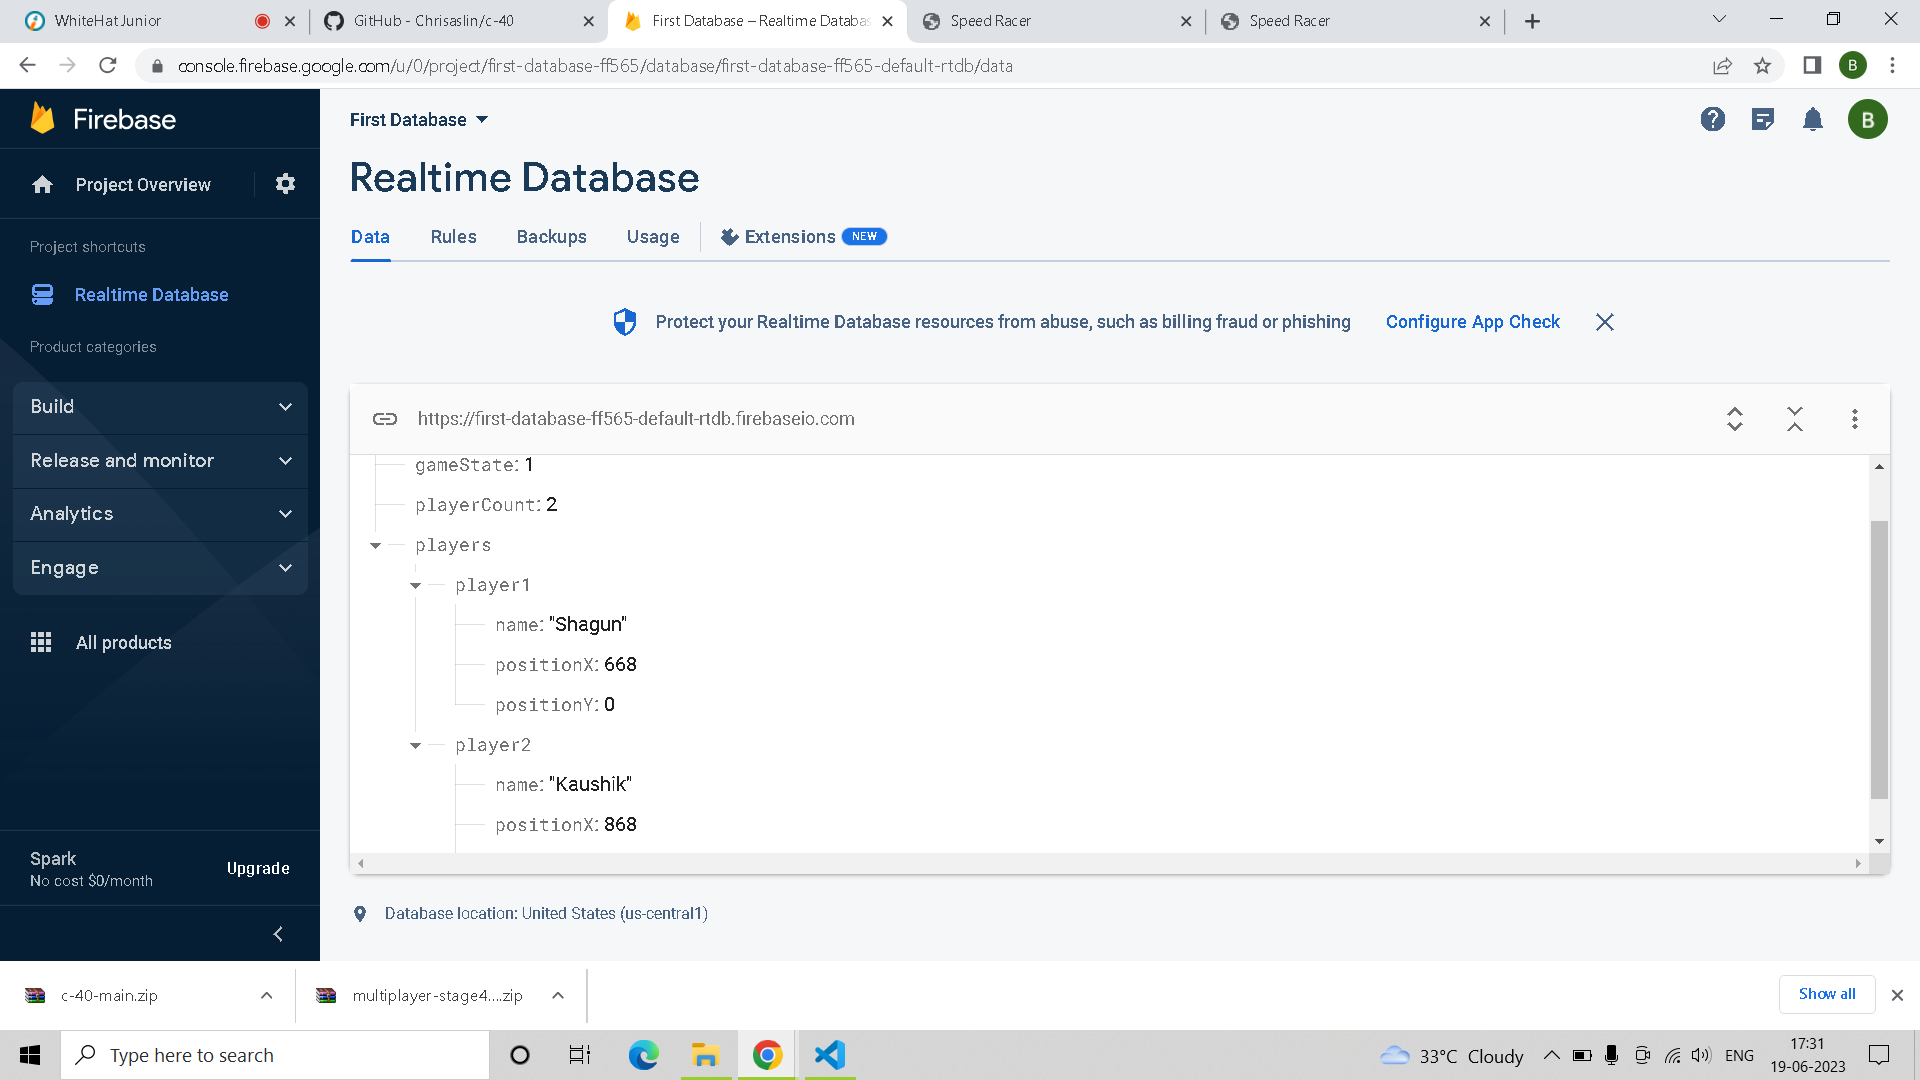 WhiteHat Junior
GitHub - Chrisaslin/c-40
First Database – Realtime Databas
Speed Racer
Speed Racer
console.firebase.google.com/u/0/project/first-database-ff565/database/first-database-ff565-default-rtdb/data
B
Firebase
First Database
B
Project Overview
Realtime Database
Data
Rules
Backups
Usage
Extensions
NEW
Project shortcuts
Realtime Database
Product categories
Protect your Realtime Database resources from abuse, such as billing fraud or phishing
Configure App Check
Build
Release and monitor
Analytics
Engage
All products
https://first-database-ff565-default-rtdb.firebaseio.com
gameState: 1
playerCount: 2
players
player1
name: "Shagun"
positionX: 668
positionY: 0
player2
name: "Kaushik"
positionX: 868
Spark
No cost $0/month
Upgrade
Database location: United States (us-central1)
c-40-main.zip
multiplayer-stage4....zip
Show all
Type here to search
33°C Cloudy
ENG
17:31
19-06-2023